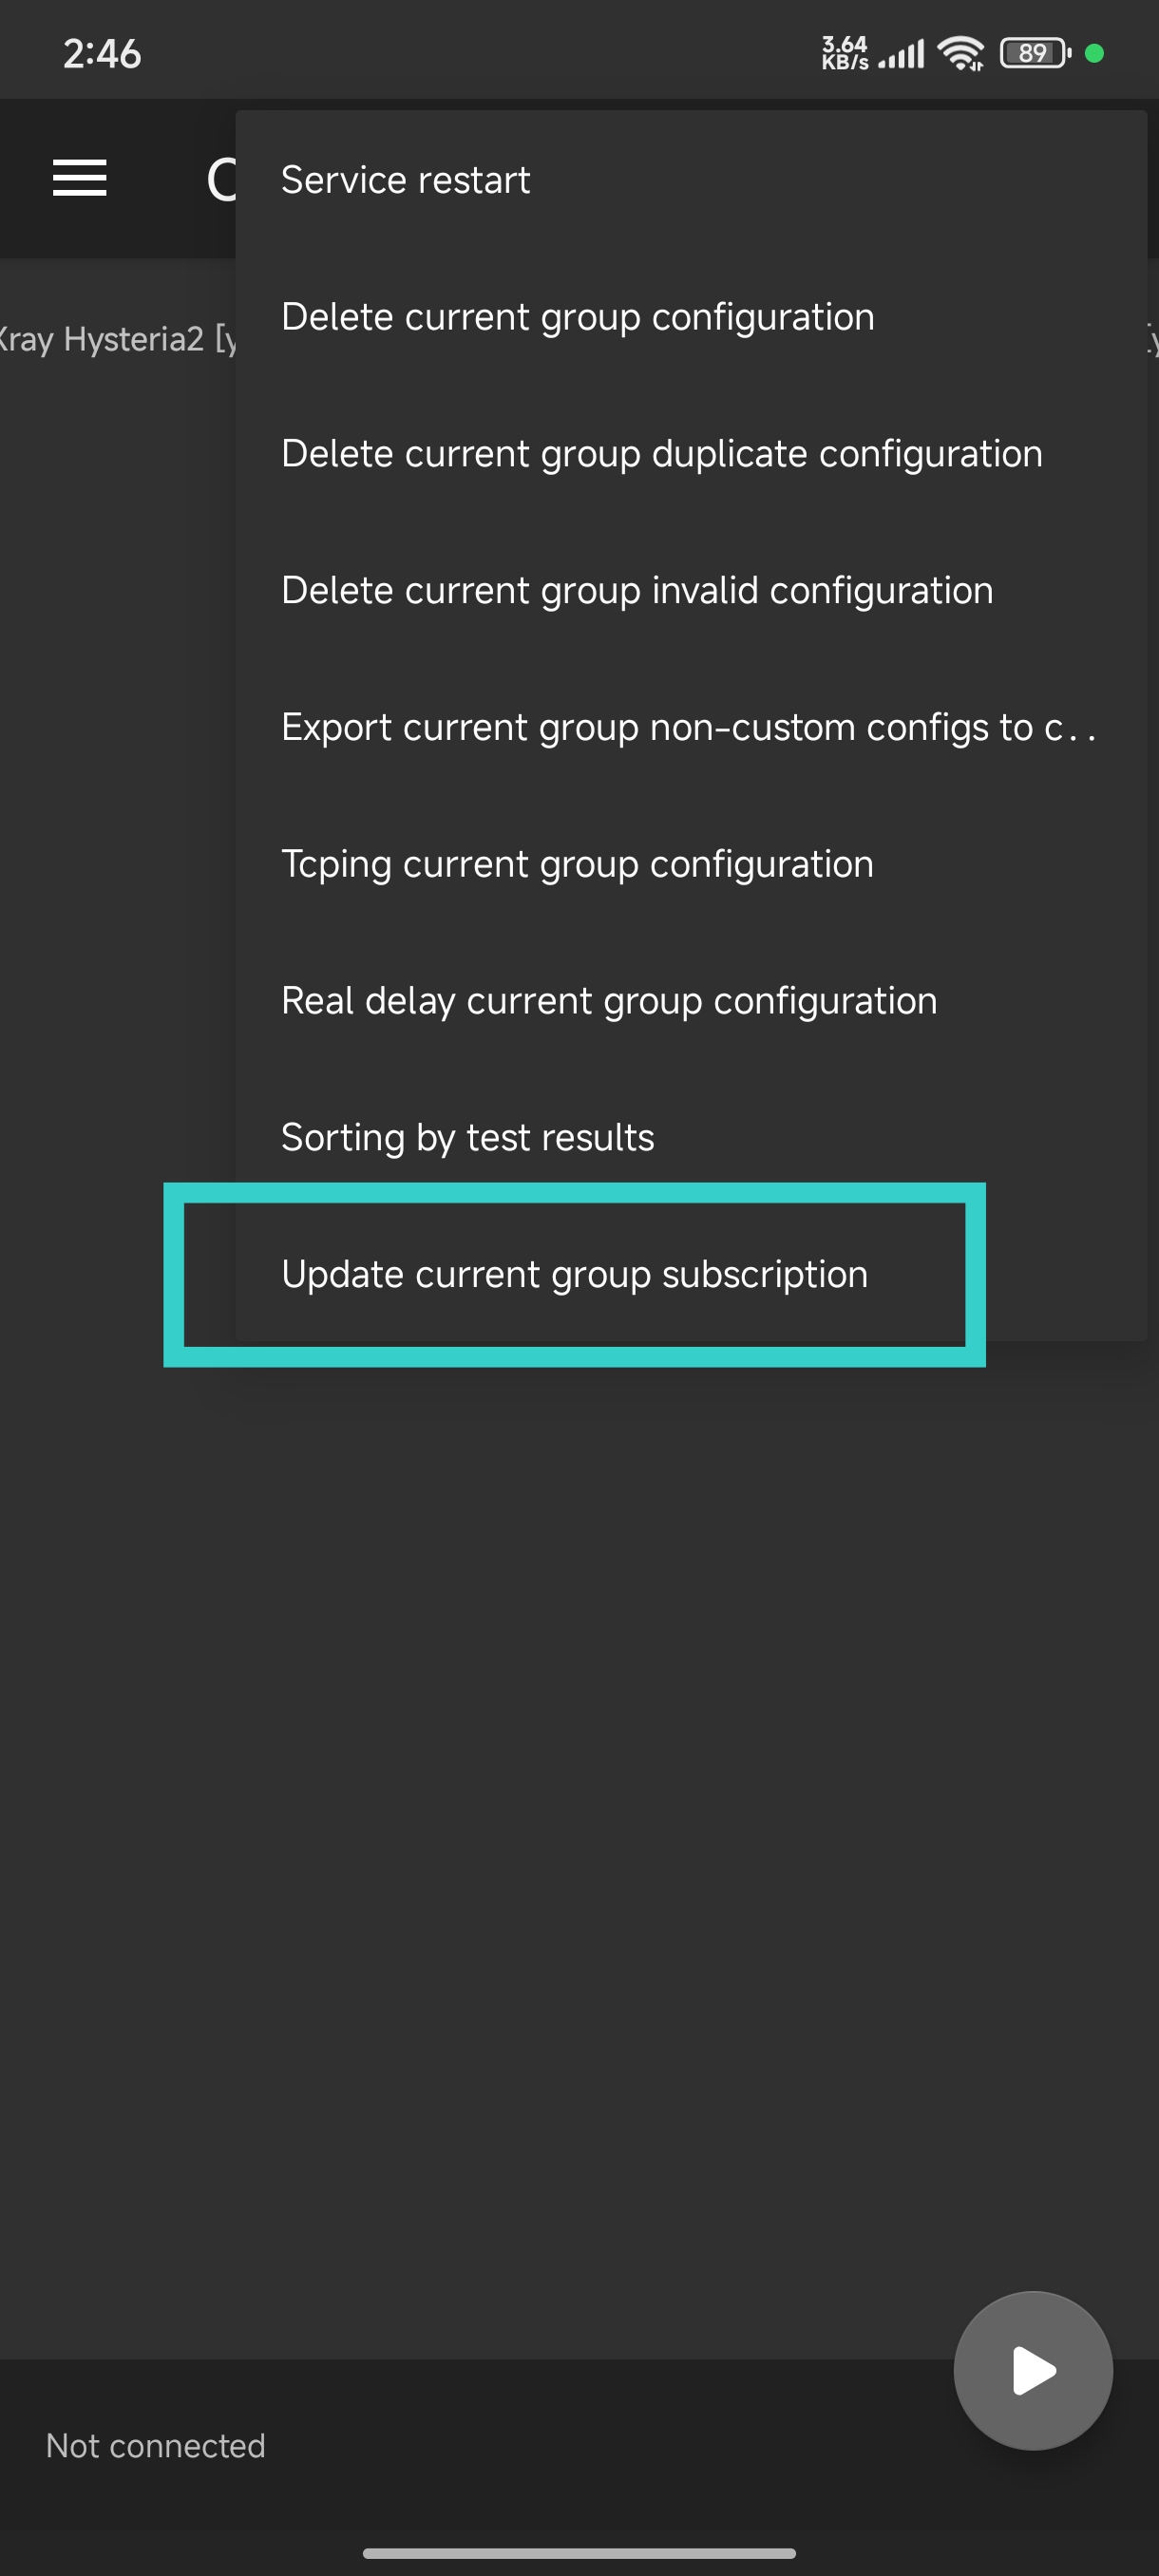 2:46
3.64
KB/s
89
Service restart
Delete current group configuration
Xray Hysteria2 [y
Delete current group duplicate configuration
Delete current group invalid configuration
Export current group non-custom configs to c..
Tcping current group configuration
Real delay current group configuration
Sorting by test results
Update current group subscription
Not connected